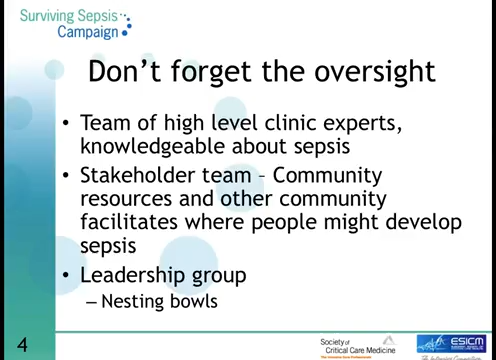 Surviving Sepsis
Campaign
Don't forget the oversight
• Team of high level clinic experts,
knowledgeable about sepsis
• Stakeholder team – Community
resources and other community
facilitates where people might develop
sepsis
• Leadership group
– Nesting bowls
4
Society of
Critical Care Medicine
ESICM